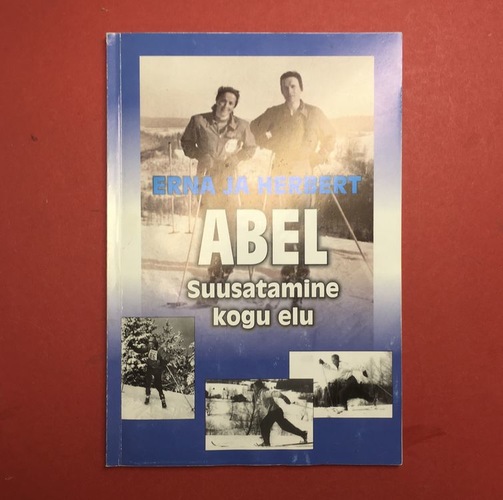 ERNA JA HERBERT
ABEL
Suusatamine
kogu elu